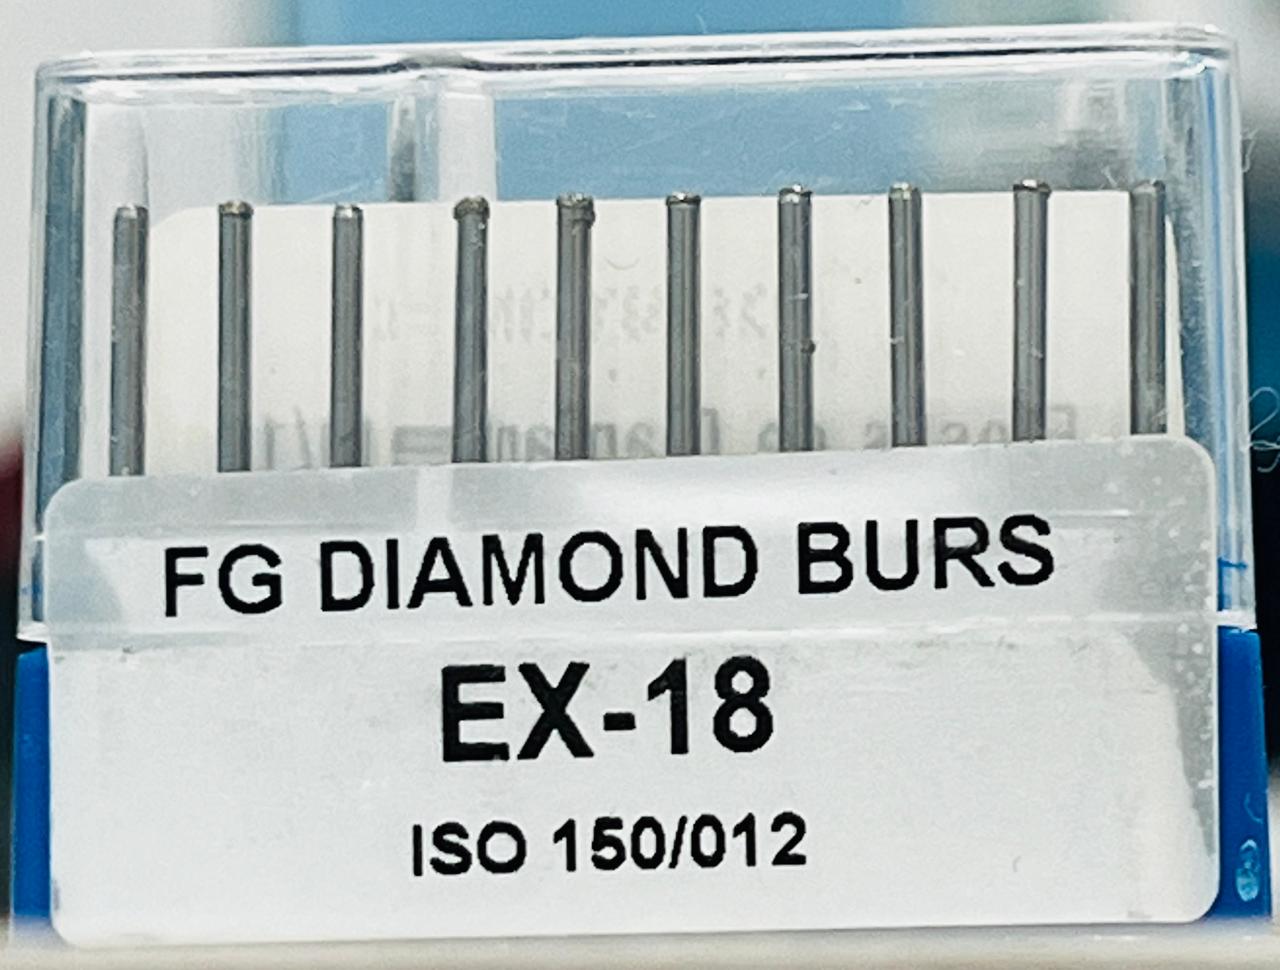 FG DIAMOND BURS
EX-18
ISO 150/012